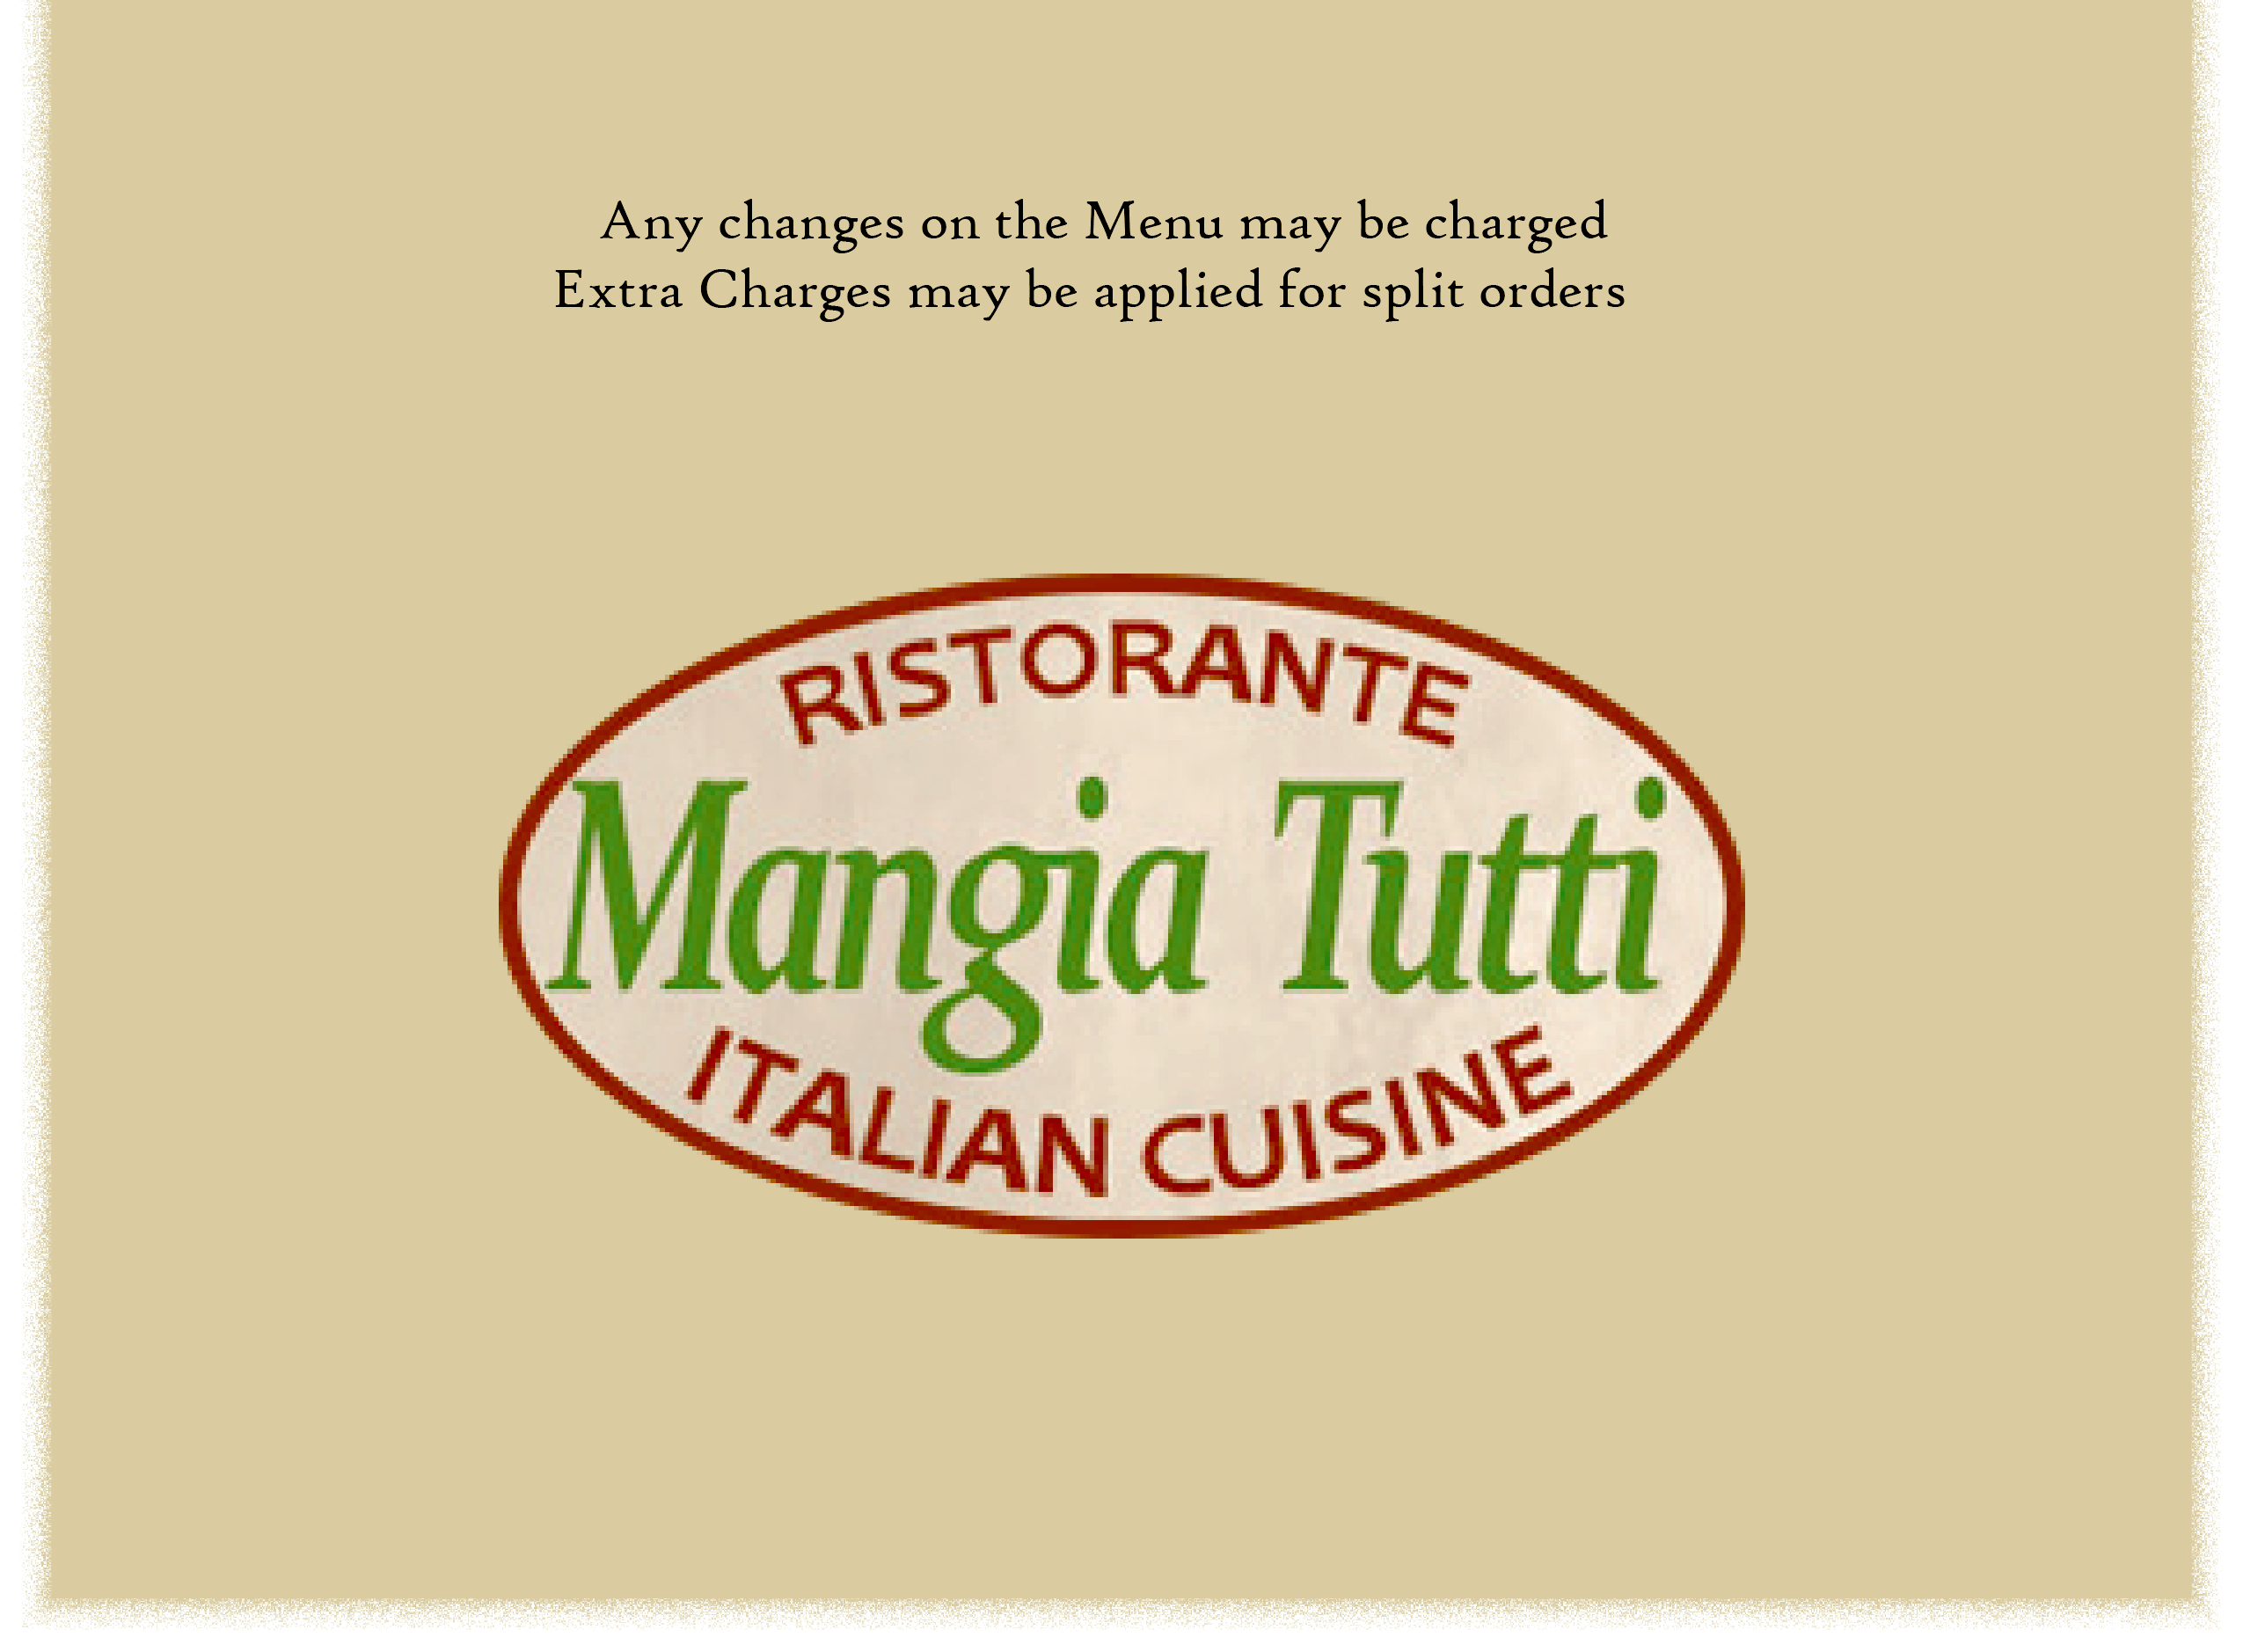 Any changes on the Menu may be charged
Extra Charges may be applied for split orders
RISTORANTE
Mangia Tutti
ITALIAN CUISINE